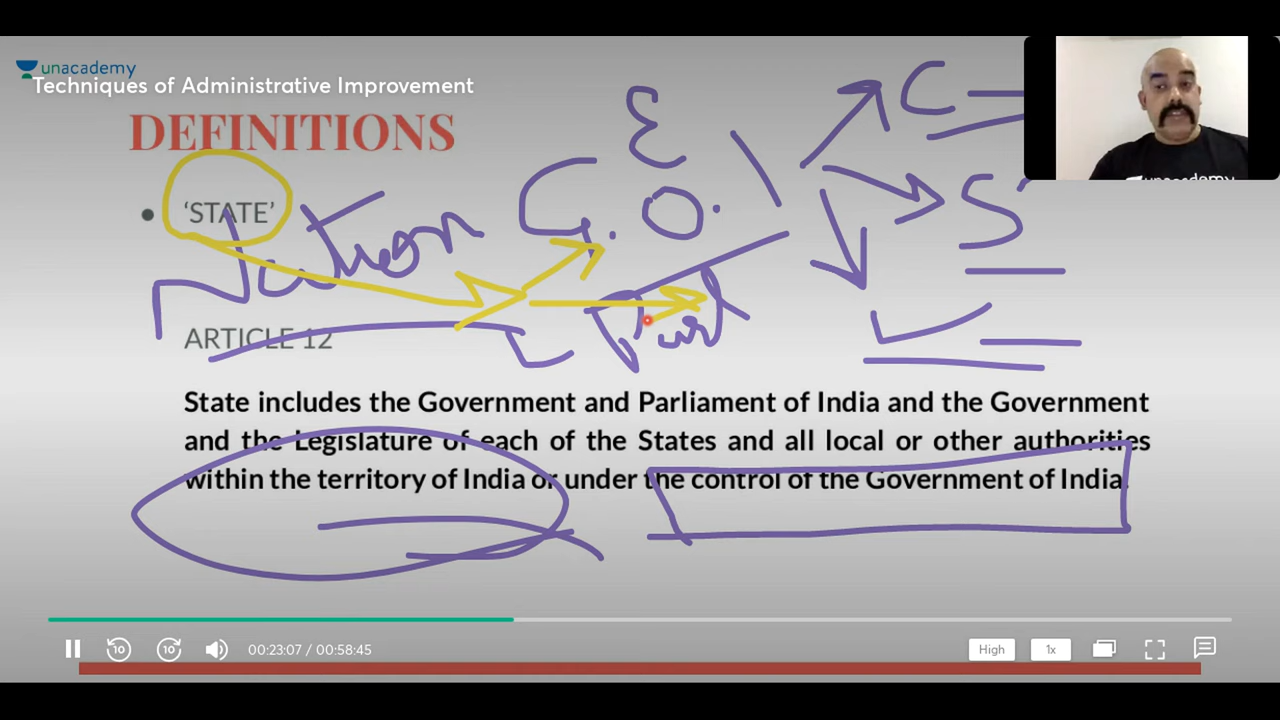 unacademy
Techniques of Administrative Improvement
DEFINITIONS
• ‘STATE’
Nation
E
G.O.I
C
S
L
ARTICLE 12
State includes the Government and Parliament of India and the Government
and the Legislature of each of the States and all local or other authorities
within the territory of India or under the control of the Government of India.
10
10
00:23:07 / 00:58:45
High
1x